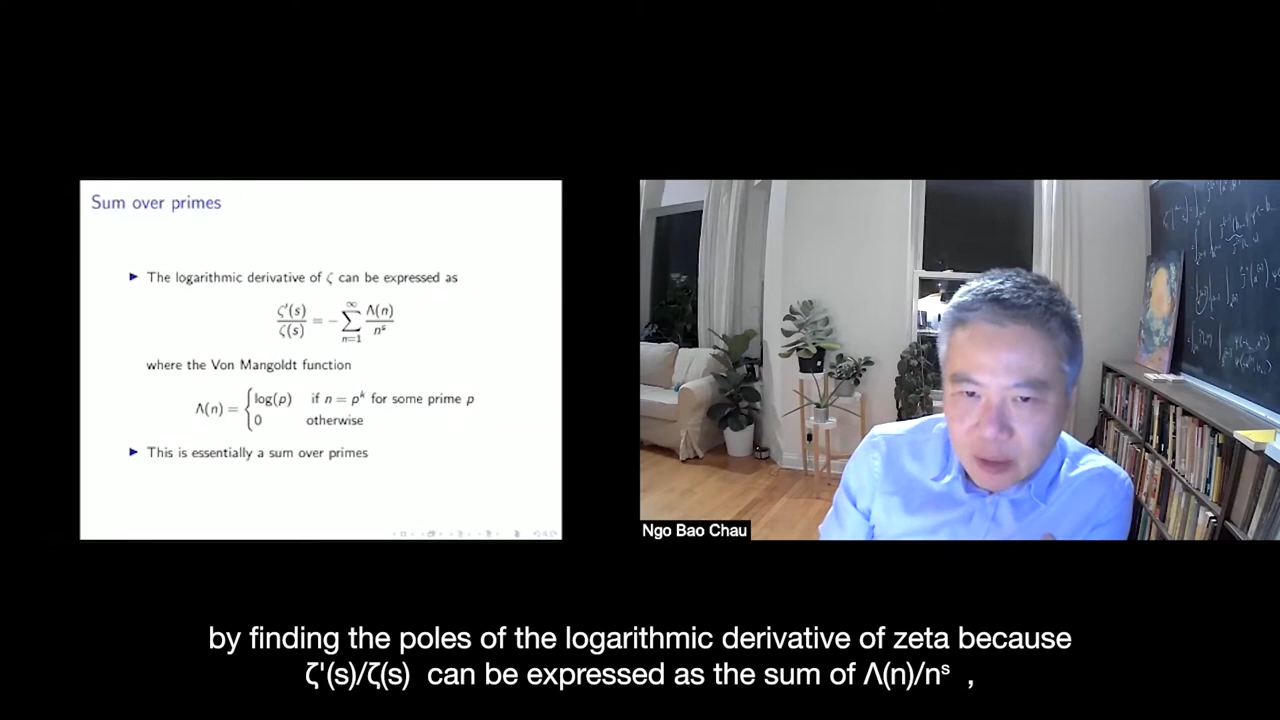 Sum over primes
▶ The logarithmic derivative of ζ can be expressed as
ζ′(s)/ζ(s) = − ∑_{n=1}^{∞} Λ(n)/n^s
where the Von Mangoldt function
Λ(n) = { log(p) if n = p^k for some prime p
0 otherwise
▶ This is essentially a sum over primes
Ngo Bao Chau
by finding the poles of the logarithmic derivative of zeta because
ζ'(s)/ζ(s) can be expressed as the sum of Λ(n)/nˢ ,